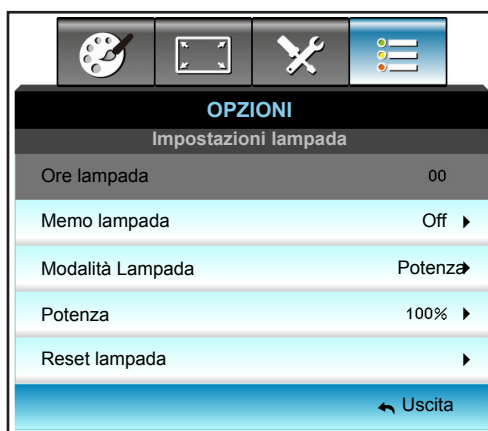 OPZIONI
Impostazioni lampada
Ore lampada 00
Memo lampada Off
Modalità Lampada Potenza
Potenza 100%
Reset lampada
Uscita